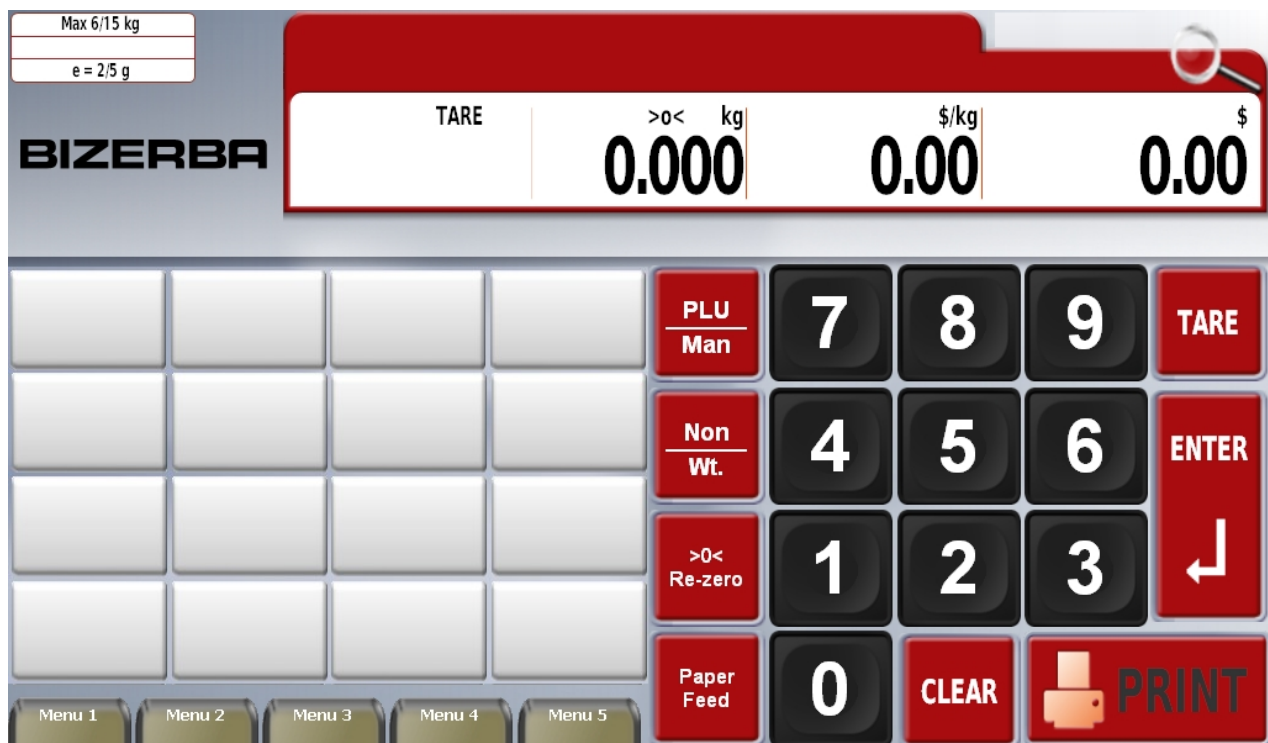 Max 6/15 kg
e = 2/5 g
BIZERBA
TARE >o< kg $/kg $
0.000 0.00 0.00
PLU
Man
7 8 9 TARE
Non
Wt.
4 5 6 ENTER
>0<
Re-zero
1 2 3
Paper
Feed
0 CLEAR PRINT
Menu 1 Menu 2 Menu 3 Menu 4 Menu 5